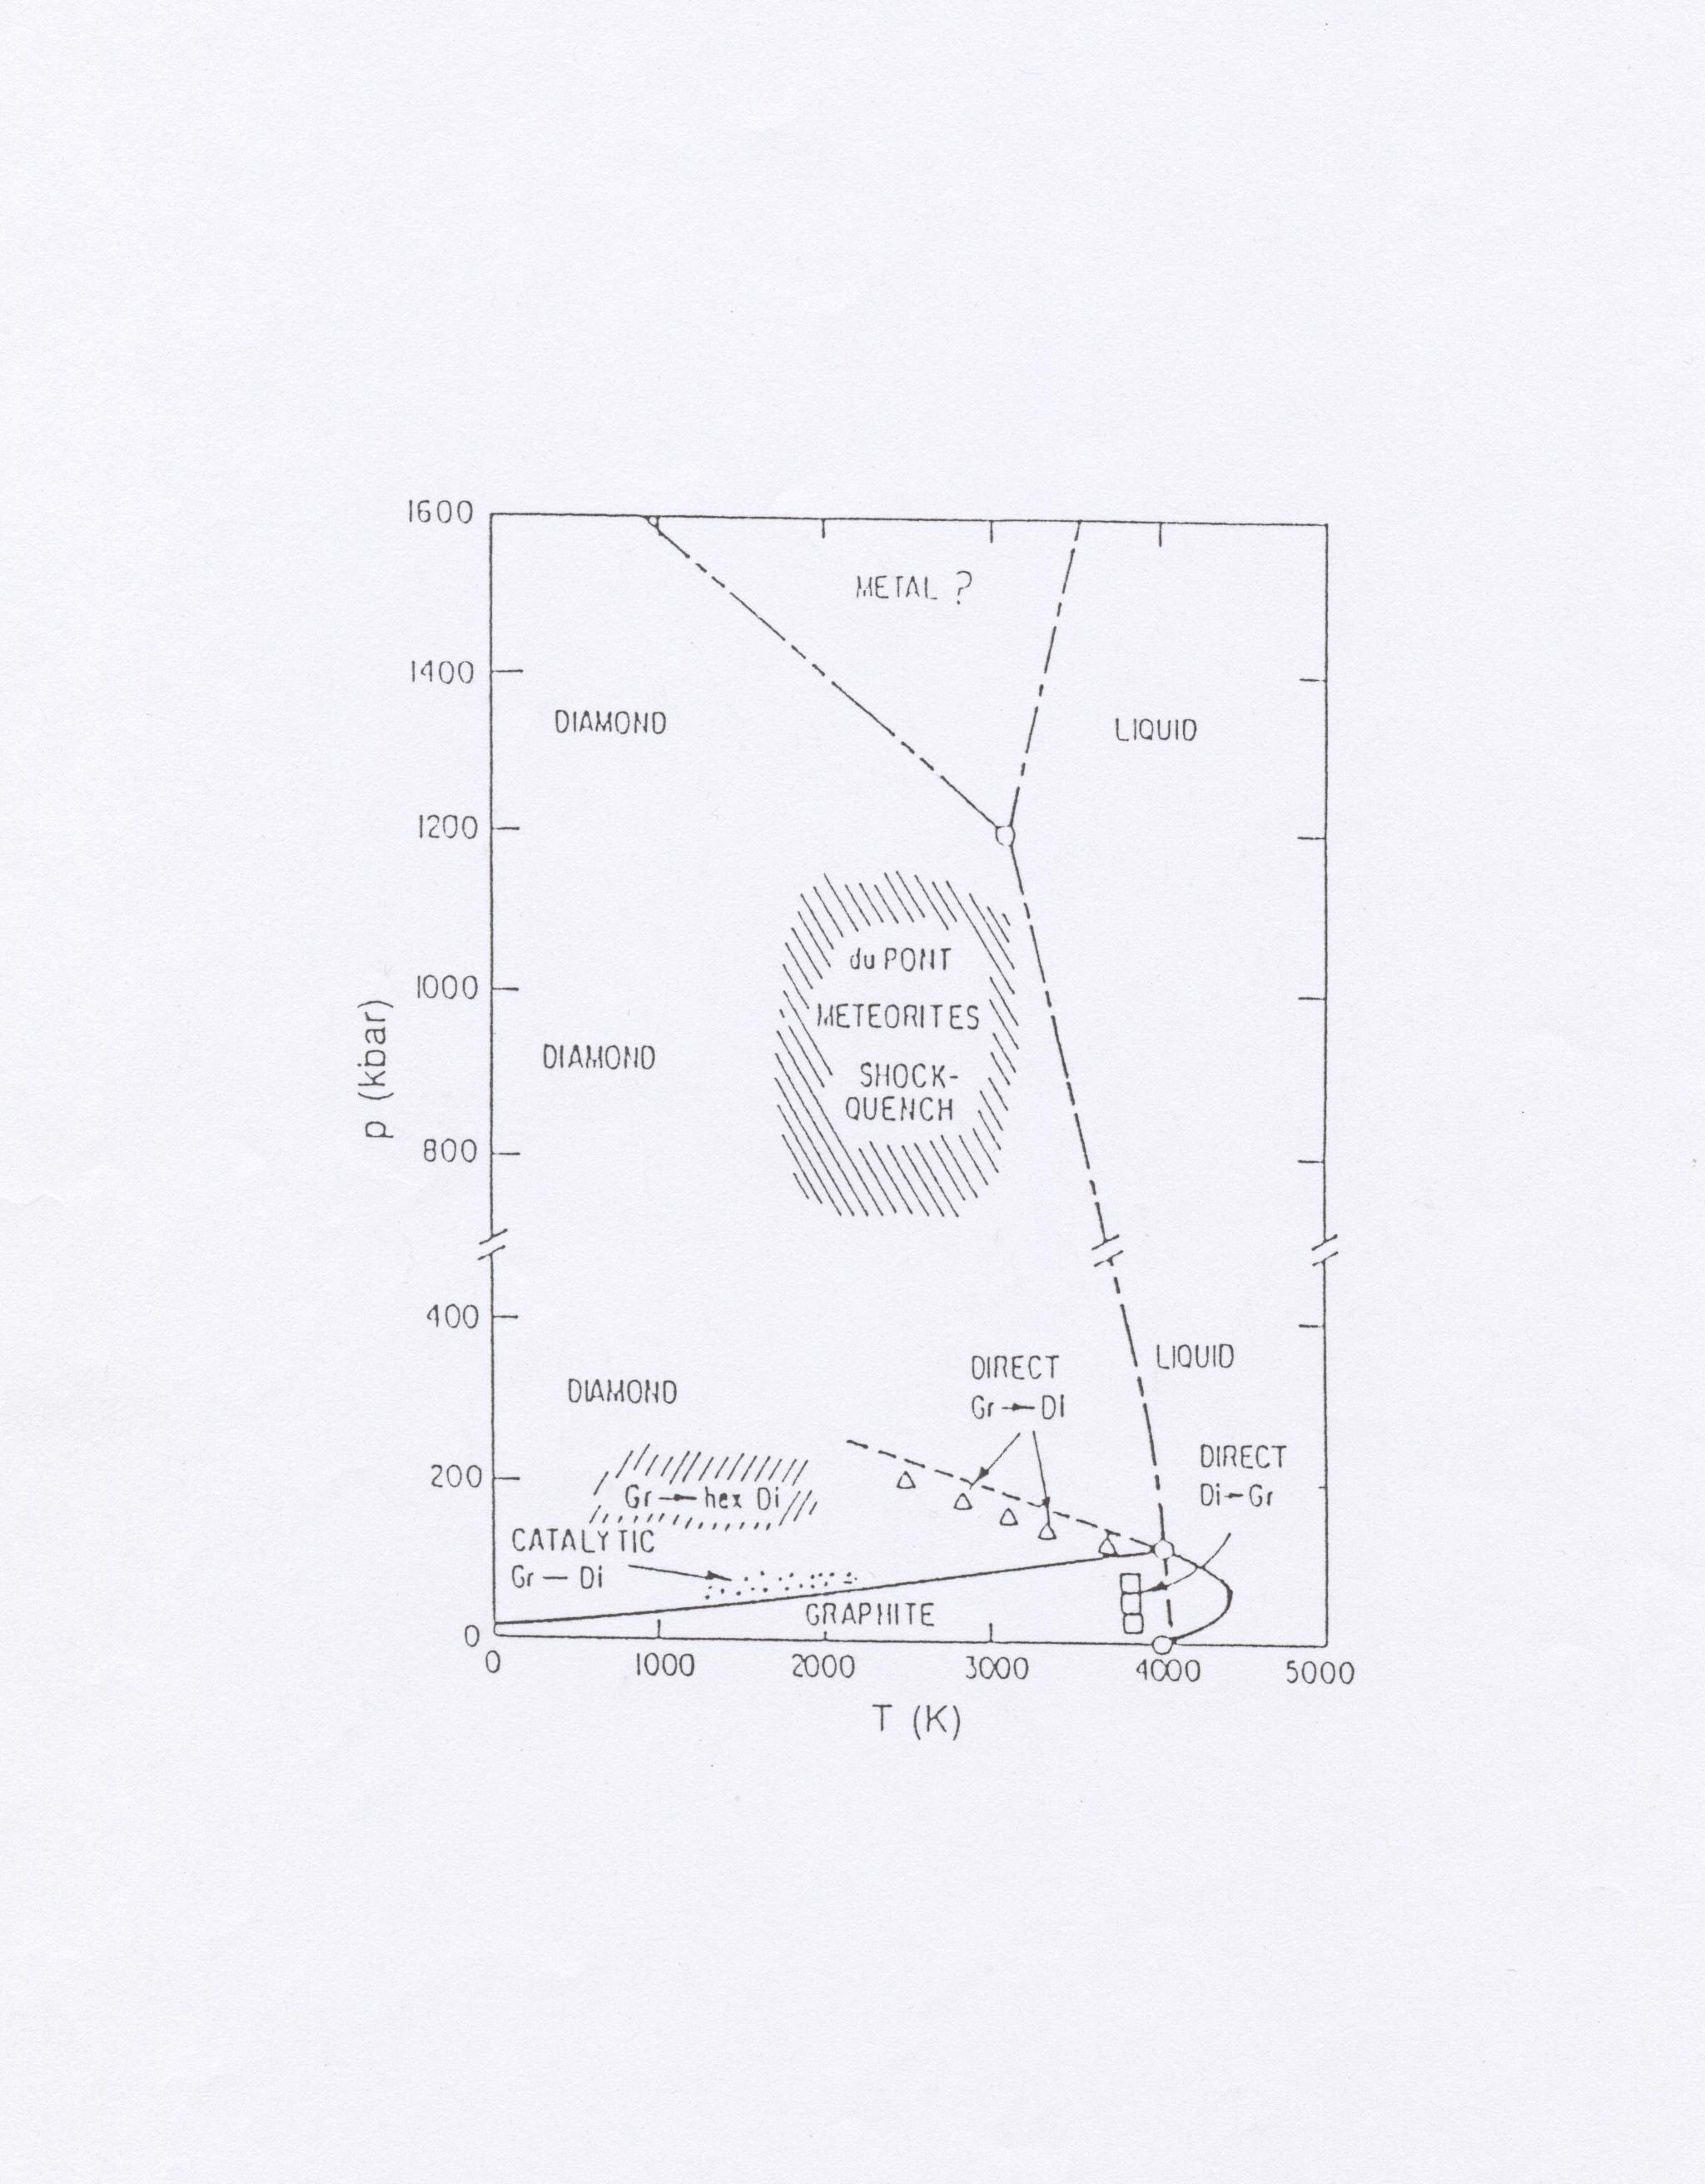 1600
METAL ?
1400
DIAMOND
LIQUID
1200
du PONT
1000
METEORITES
DIAMOND
SHOCK-
QUENCH
p (kbar)
800
400
LIQUID
DIRECT
Gr → Di
DIAMOND
DIRECT
Di → Gr
200
Gr → hex Di
CATALYTIC
Gr — Di
GRAPHITE
0
0 1000 2000 3000 4000 5000
T (K)